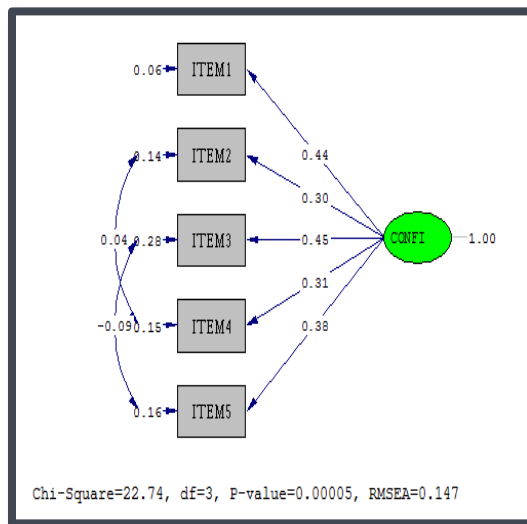 0.06 ITEM1
0.44
0.14 ITEM2
0.30
0.04 0.28 ITEM3 0.45 CONFI 1.00
0.31
-0.09 0.15 ITEM4 0.38
0.16 ITEM5
Chi-Square=22.74, df=3, P-value=0.00005, RMSEA=0.147